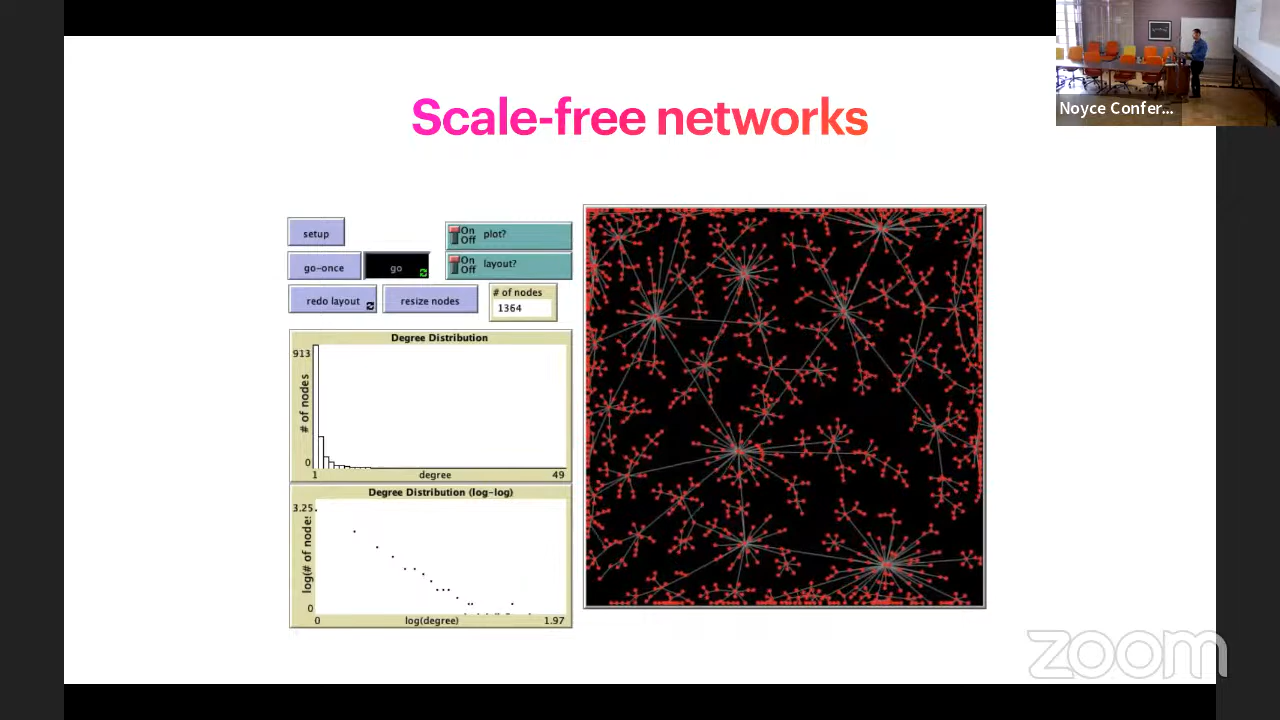 Noyce Confer...
Scale-free networks
setup
On
Off
plot?
go-once
go
On
Off
layout?
redo layout
resize nodes
# of nodes
1364
Degree Distribution
913
# of nodes
0
1
degree
49
Degree Distribution (log-log)
3.25
log(# of nodes
0
0
log(degree)
1.97
zoom